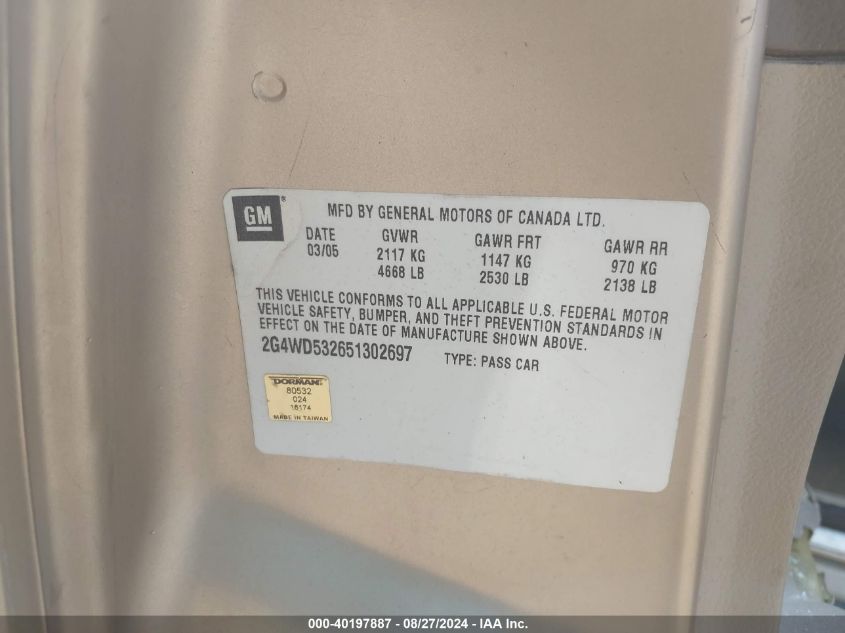 GM ®
MFD BY GENERAL MOTORS OF CANADA LTD.
DATE GVWR GAWR FRT GAWR RR
03/05 2117 KG 1147 KG 970 KG
4668 LB 2530 LB 2138 LB
THIS VEHICLE CONFORMS TO ALL APPLICABLE U.S. FEDERAL MOTOR
VEHICLE SAFETY, BUMPER, AND THEFT PREVENTION STANDARDS IN
EFFECT ON THE DATE OF MANUFACTURE SHOWN ABOVE.
2G4WD532651302697 TYPE: PASS CAR
DORMAN
80532
024
16174
MADE IN TAIWAN
000-40197887 - 08/27/2024 - IAA Inc.